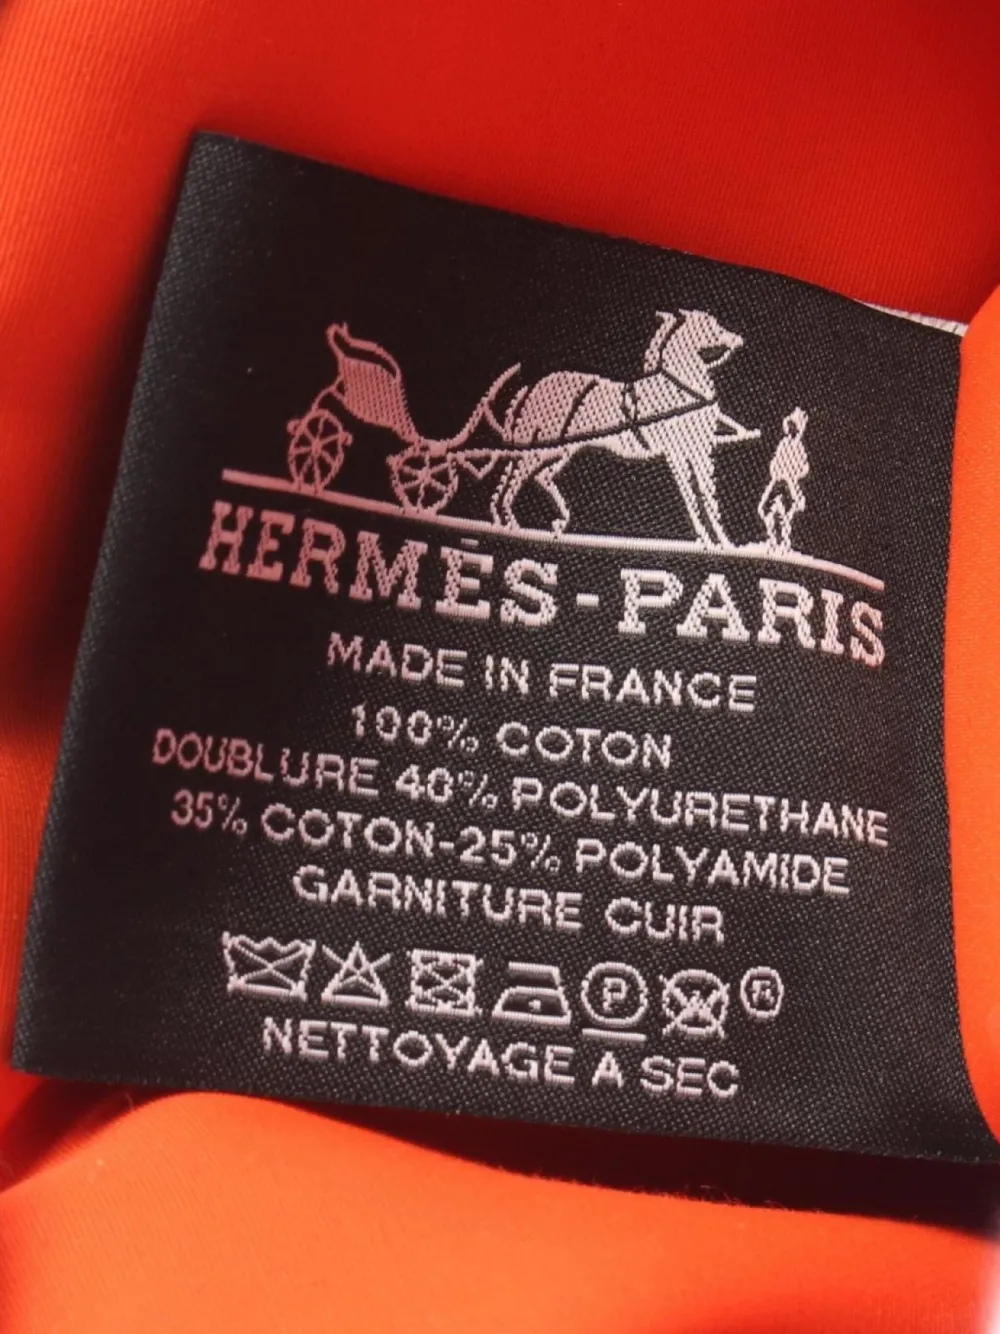 HERMÈS-PARIS
MADE IN FRANCE
100% COTON
DOUBLURE 40% POLYURETHANE
35% COTON-25% POLYAMIDE
GARNITURE CUIR
P ®
NETTOYAGE A SEC